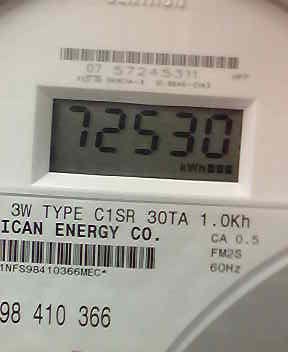 07 57245311
72530
kWh
3W TYPE C1SR 30TA 1.0Kh
ICAN ENERGY CO.
CA 0.5
FM2S
60Hz
1NFS98410366MEC*
98 410 366